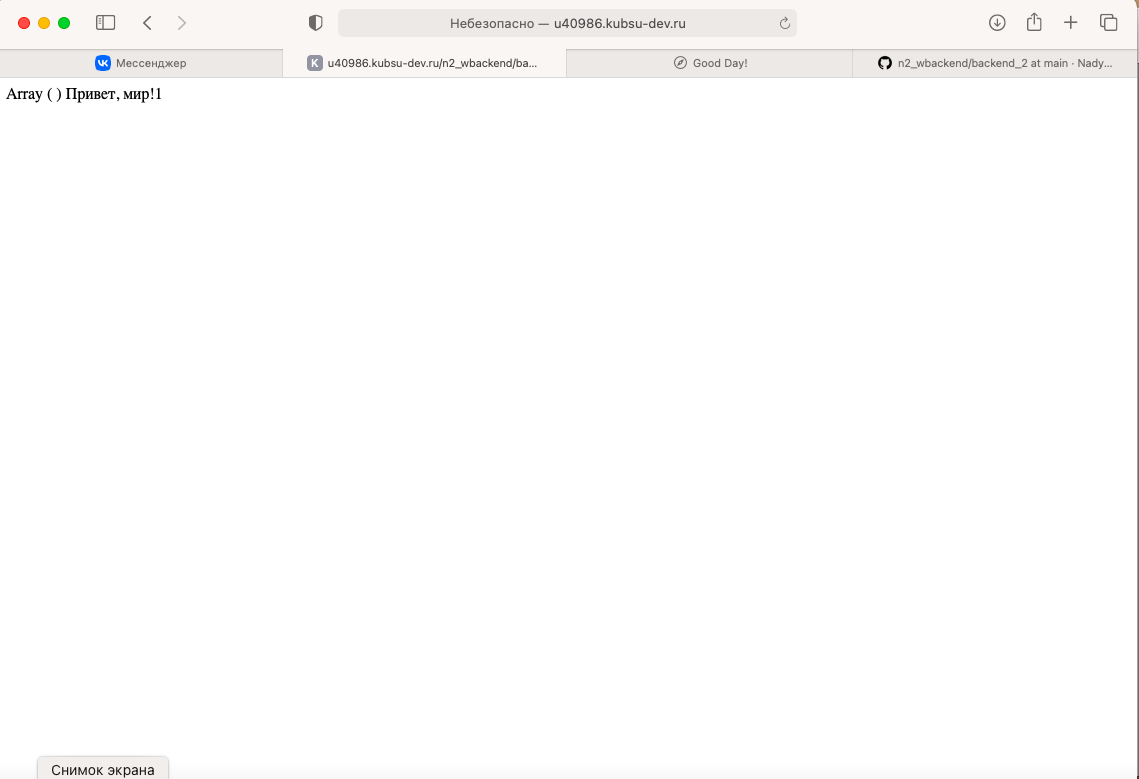 Небезопасно — u40986.kubsu-dev.ru
Мессенджер
K u40986.kubsu-dev.ru/n2_wbackend/ba...
Good Day!
n2_wbackend/backend_2 at main · Nady...
Array ( ) Привет, мир!1
Снимок экрана